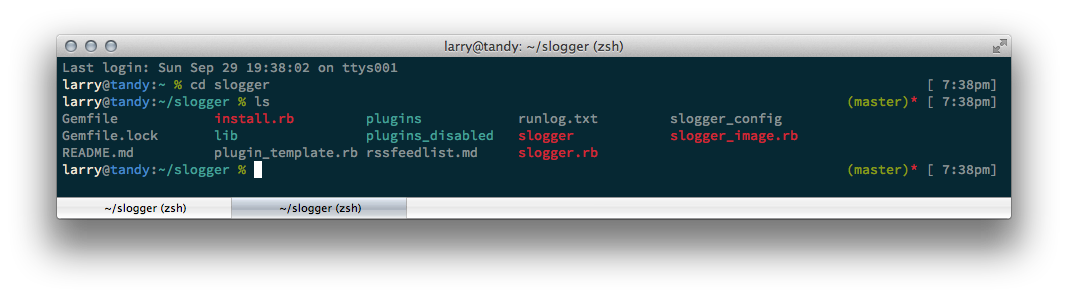 larry@tandy: ~/slogger (zsh)
Last login: Sun Sep 29 19:38:02 on ttys001
larry@tandy:~ % cd slogger [ 7:38pm]
larry@tandy:~/slogger % ls (master)* [ 7:38pm]
Gemfile install.rb plugins runlog.txt slogger_config
Gemfile.lock lib plugins_disabled slogger slogger_image.rb
README.md plugin_template.rb rssfeedlist.md slogger.rb
larry@tandy:~/slogger % (master)* [ 7:38pm]
~/slogger (zsh) ~/slogger (zsh)